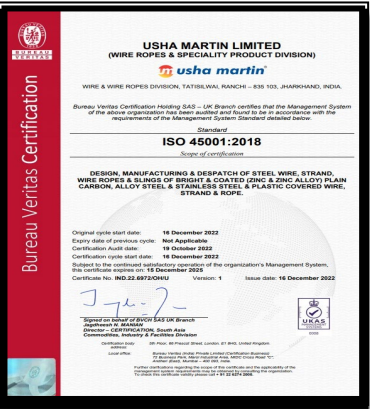 BUREAU
VERITAS
Bureau Veritas Certification
USHA MARTIN LIMITED
(WIRE ROPES & SPECIALITY PRODUCT DIVISION)
usha martin
WIRE & WIRE ROPES DIVISION, TATISILWAI, RANCHI – 835 103, JHARKHAND, INDIA.
Bureau Veritas Certification Holding SAS – UK Branch certifies that the Management System
of the above organization has been audited and found to be in accordance with the
requirements of the Management System Standard detailed below.
Standard
ISO 45001:2018
Scope of certification
DESIGN, MANUFACTURING & DESPATCH OF STEEL WIRE, STRAND,
WIRE ROPES & SLINGS OF BRIGHT & COATED (ZINC & ZINC ALLOY) PLAIN
CARBON, ALLOY STEEL & STAINLESS STEEL & PLASTIC COVERED WIRE,
STRAND & ROPE.
Original cycle start date: 16 December 2022
Expiry date of previous cycle: Not Applicable
Certification Audit date: 19 October 2022
Certification cycle start date: 16 December 2022
Subject to the continued satisfactory operation of the organization's Management System,
this certificate expires on: 15 December 2025
Certificate No. IND.22.6972/OH/U Version: 1 Issue date: 16 December 2022
Signed on behalf of BVCH SAS UK Branch
Jagdheesh N. MANIAN
Director – CERTIFICATION, South Asia
Commodities, Industry & Facilities Division
UKAS
Certification body address: 5th Floor, 66 Prescot Street, London, E1 8HG, United Kingdom
Local office: Bureau Veritas (India) Private Limited (Certification Business)
72 Business Park, Marol Industrial Area, MIDC Cross Road "C",
Andheri (East), Mumbai – 400 093, India
Further clarifications regarding the scope of this certificate and the applicability of the
management system requirements may be obtained by consulting the organization.
To check this certificate validity please call + 91 22 6274 2000.